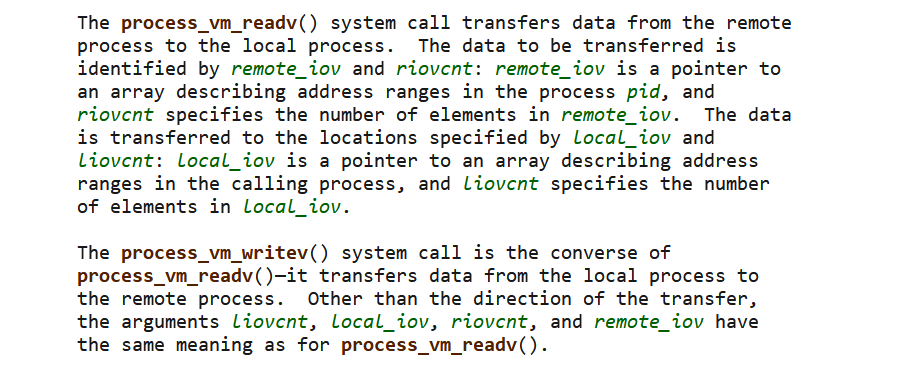 The process_vm_readv() system call transfers data from the remote
process to the local process.  The data to be transferred is
identified by remote_iov and riovcnt: remote_iov is a pointer to
an array describing address ranges in the process pid, and
riovcnt specifies the number of elements in remote_iov.  The data
is transferred to the locations specified by local_iov and
liovcnt: local_iov is a pointer to an array describing address
ranges in the calling process, and liovcnt specifies the number
of elements in local_iov.

The process_vm_writev() system call is the converse of
process_vm_readv()—it transfers data from the local process to
the remote process.  Other than the direction of the transfer,
the arguments liovcnt, local_iov, riovcnt, and remote_iov have
the same meaning as for process_vm_readv().